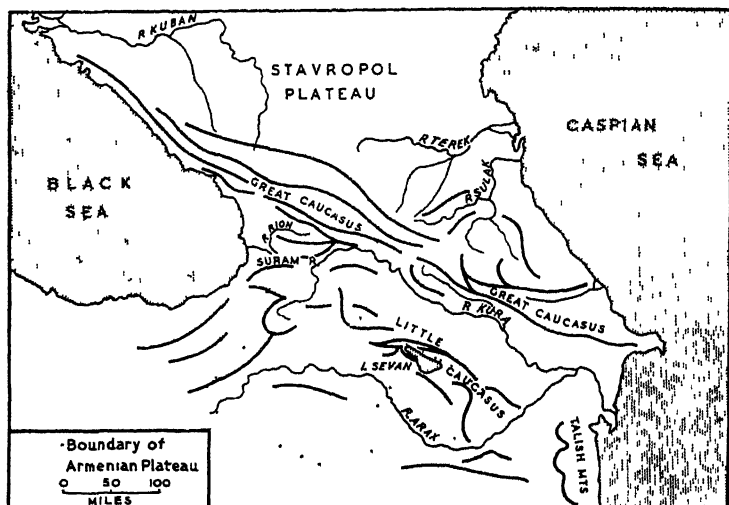 R KUBAN
STAVROPOL
PLATEAU
CASPIAN
SEA
R TEREK
R SULAK
BLACK
SEA
GREAT CAUCASUS
R RION
SURAM R
GREAT CAUCASUS
R KURA
LITTLE
CAUCASUS
L SEVAN
R ARAK
TALISH MTS
Boundary of
Armenian Plateau
0 50 100
MILES